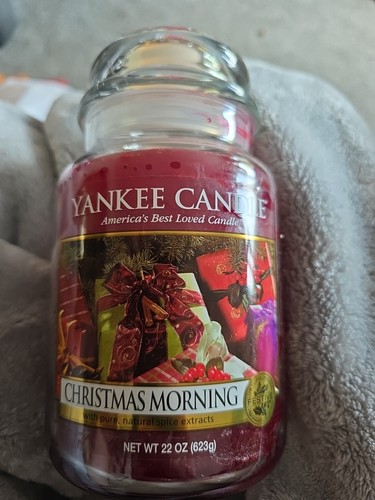 YANKEE CANDLE
America's Best Loved Candle
CHRISTMAS MORNING
with pure, natural spice extracts
NET WT 22 OZ (623g)